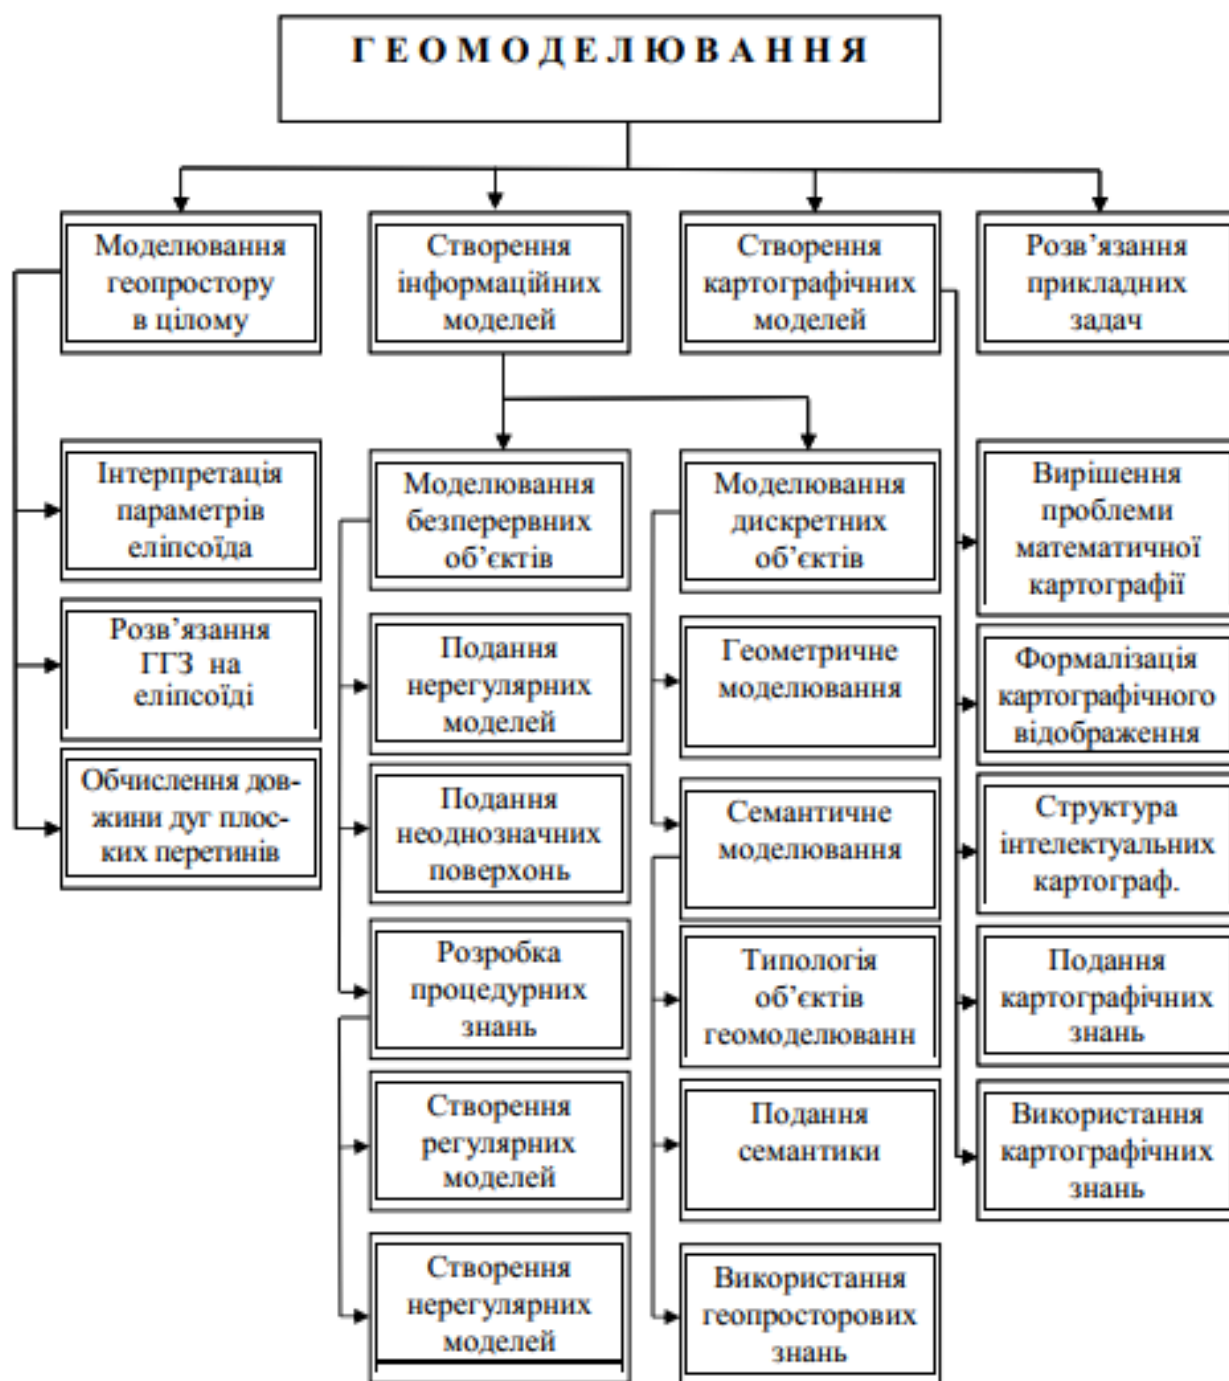 ГЕОМОДЕЛЮВАННЯ
Моделювання
геопростору
в цілому
Створення
інформаційних
моделей
Створення
картографічних
моделей
Розв’язання
прикладних
задач
Інтерпретація
параметрів
еліпсоїда
Розв’язання
ГГЗ на
еліпсоїді
Обчислення дов-
жини дуг плос-
ких перетинів
Моделювання
безперервних
об’єктів
Подання
нерегулярних
моделей
Подання
неоднозначних
поверхонь
Розробка
процедурних
знань
Створення
регулярних
моделей
Створення
нерегулярних
моделей
Моделювання
дискретних
об’єктів
Геометричне
моделювання
Семантичне
моделювання
Типологія
об’єктів
геомоделюванн
Подання
семантики
Використання
геопросторових
знань
Вирішення
проблеми
математичної
картографії
Формалізація
картографічного
відображення
Структура
інтелектуальних
картограф.
Подання
картографічних
знань
Використання
картографічних
знань